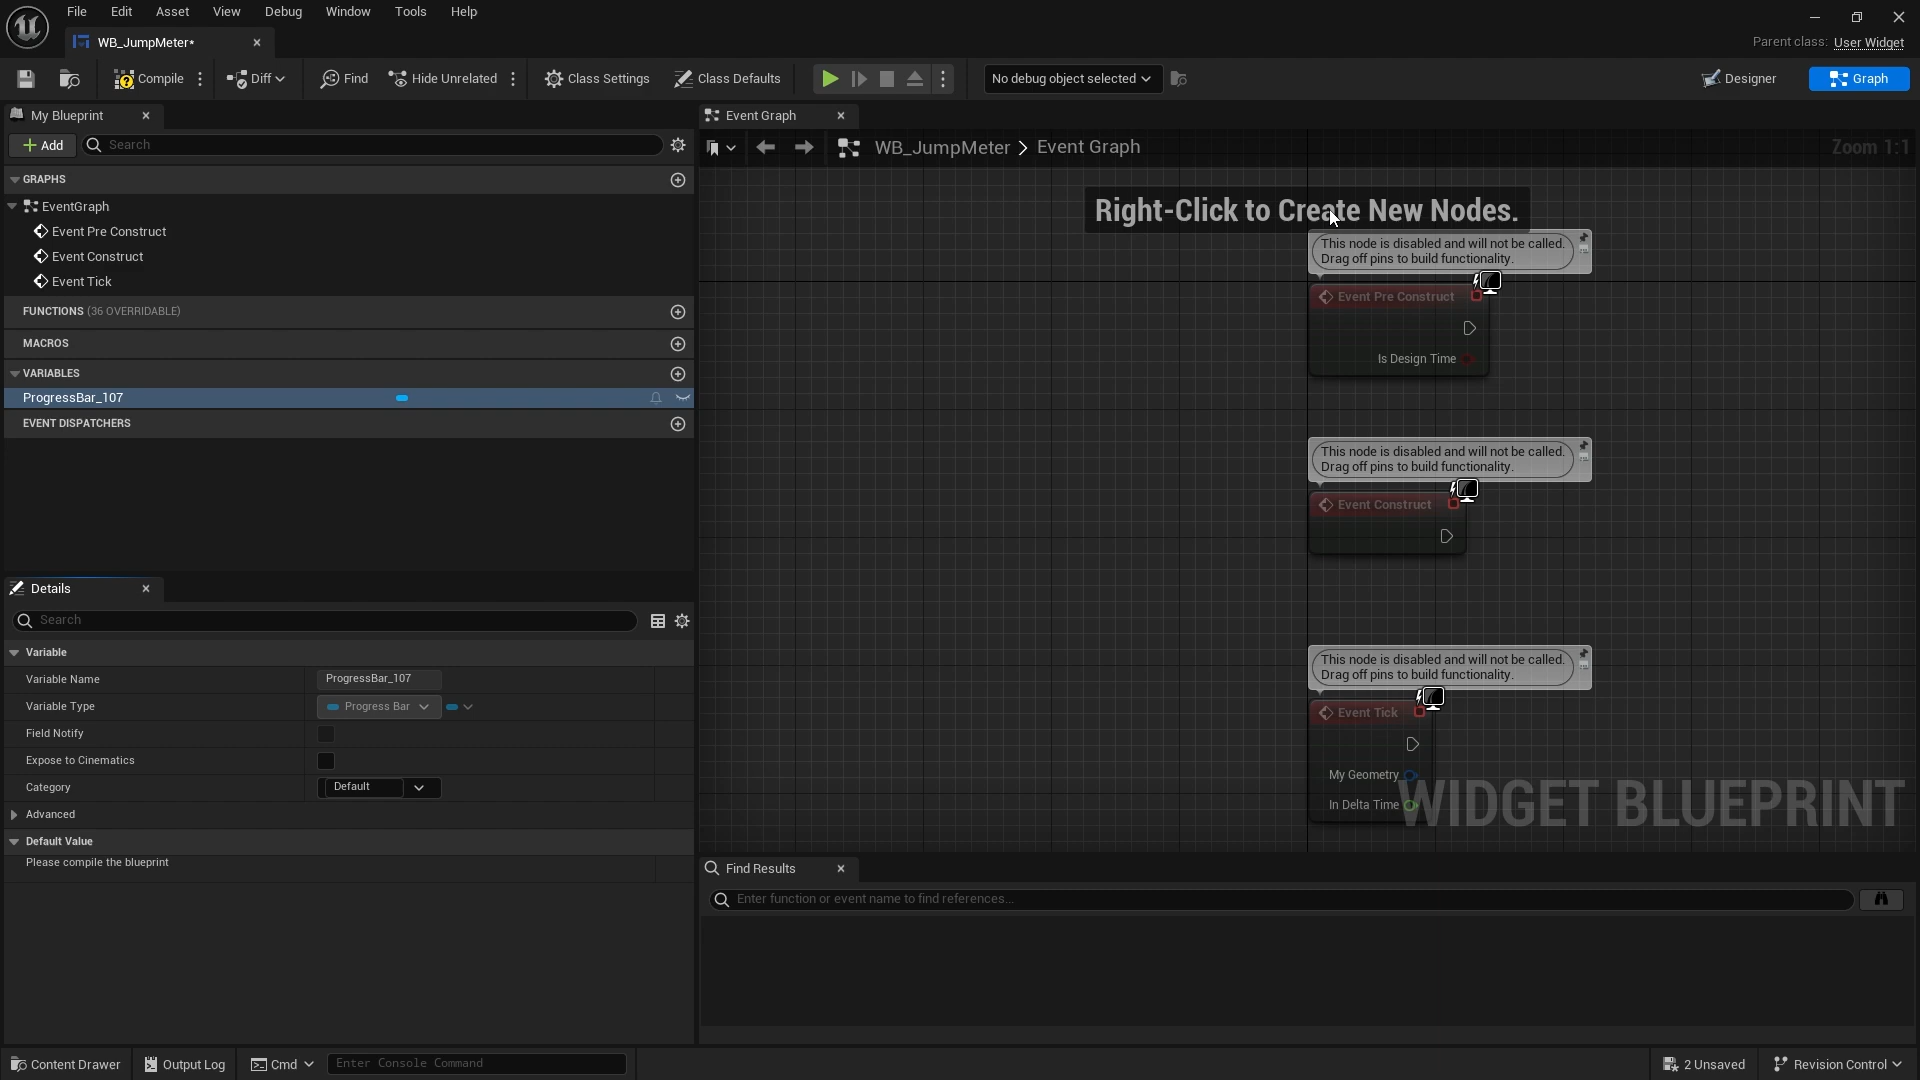 File Edit Asset View Debug Window Tools Help
WB_JumpMeter*
Parent class: User Widget
Compile Diff Find Hide Unrelated Class Settings Class Defaults No debug object selected Designer Graph
My Blueprint
Event Graph
Add Search
WB_JumpMeter Event Graph Zoom 1:1
GRAPHS
EventGraph
Event Pre Construct
Event Construct
Event Tick
FUNCTIONS (36 OVERRIDABLE)
MACROS
VARIABLES
ProgressBar_107
EVENT DISPATCHERS
Right-Click to Create New Nodes.
This node is disabled and will not be called.
Drag off pins to build functionality.
Event Pre Construct
Is Design Time
This node is disabled and will not be called.
Drag off pins to build functionality.
Event Construct
This node is disabled and will not be called.
Drag off pins to build functionality.
Event Tick
My Geometry
In Delta Time
WIDGET BLUEPRINT
Details
Search
Variable
Variable Name ProgressBar_107
Variable Type Progress Bar
Field Notify
Expose to Cinematics
Category Default
Advanced
Default Value
Please compile the blueprint
Find Results
Enter function or event name to find references...
Content Drawer Output Log Cmd Enter Console Command 2 Unsaved Revision Control